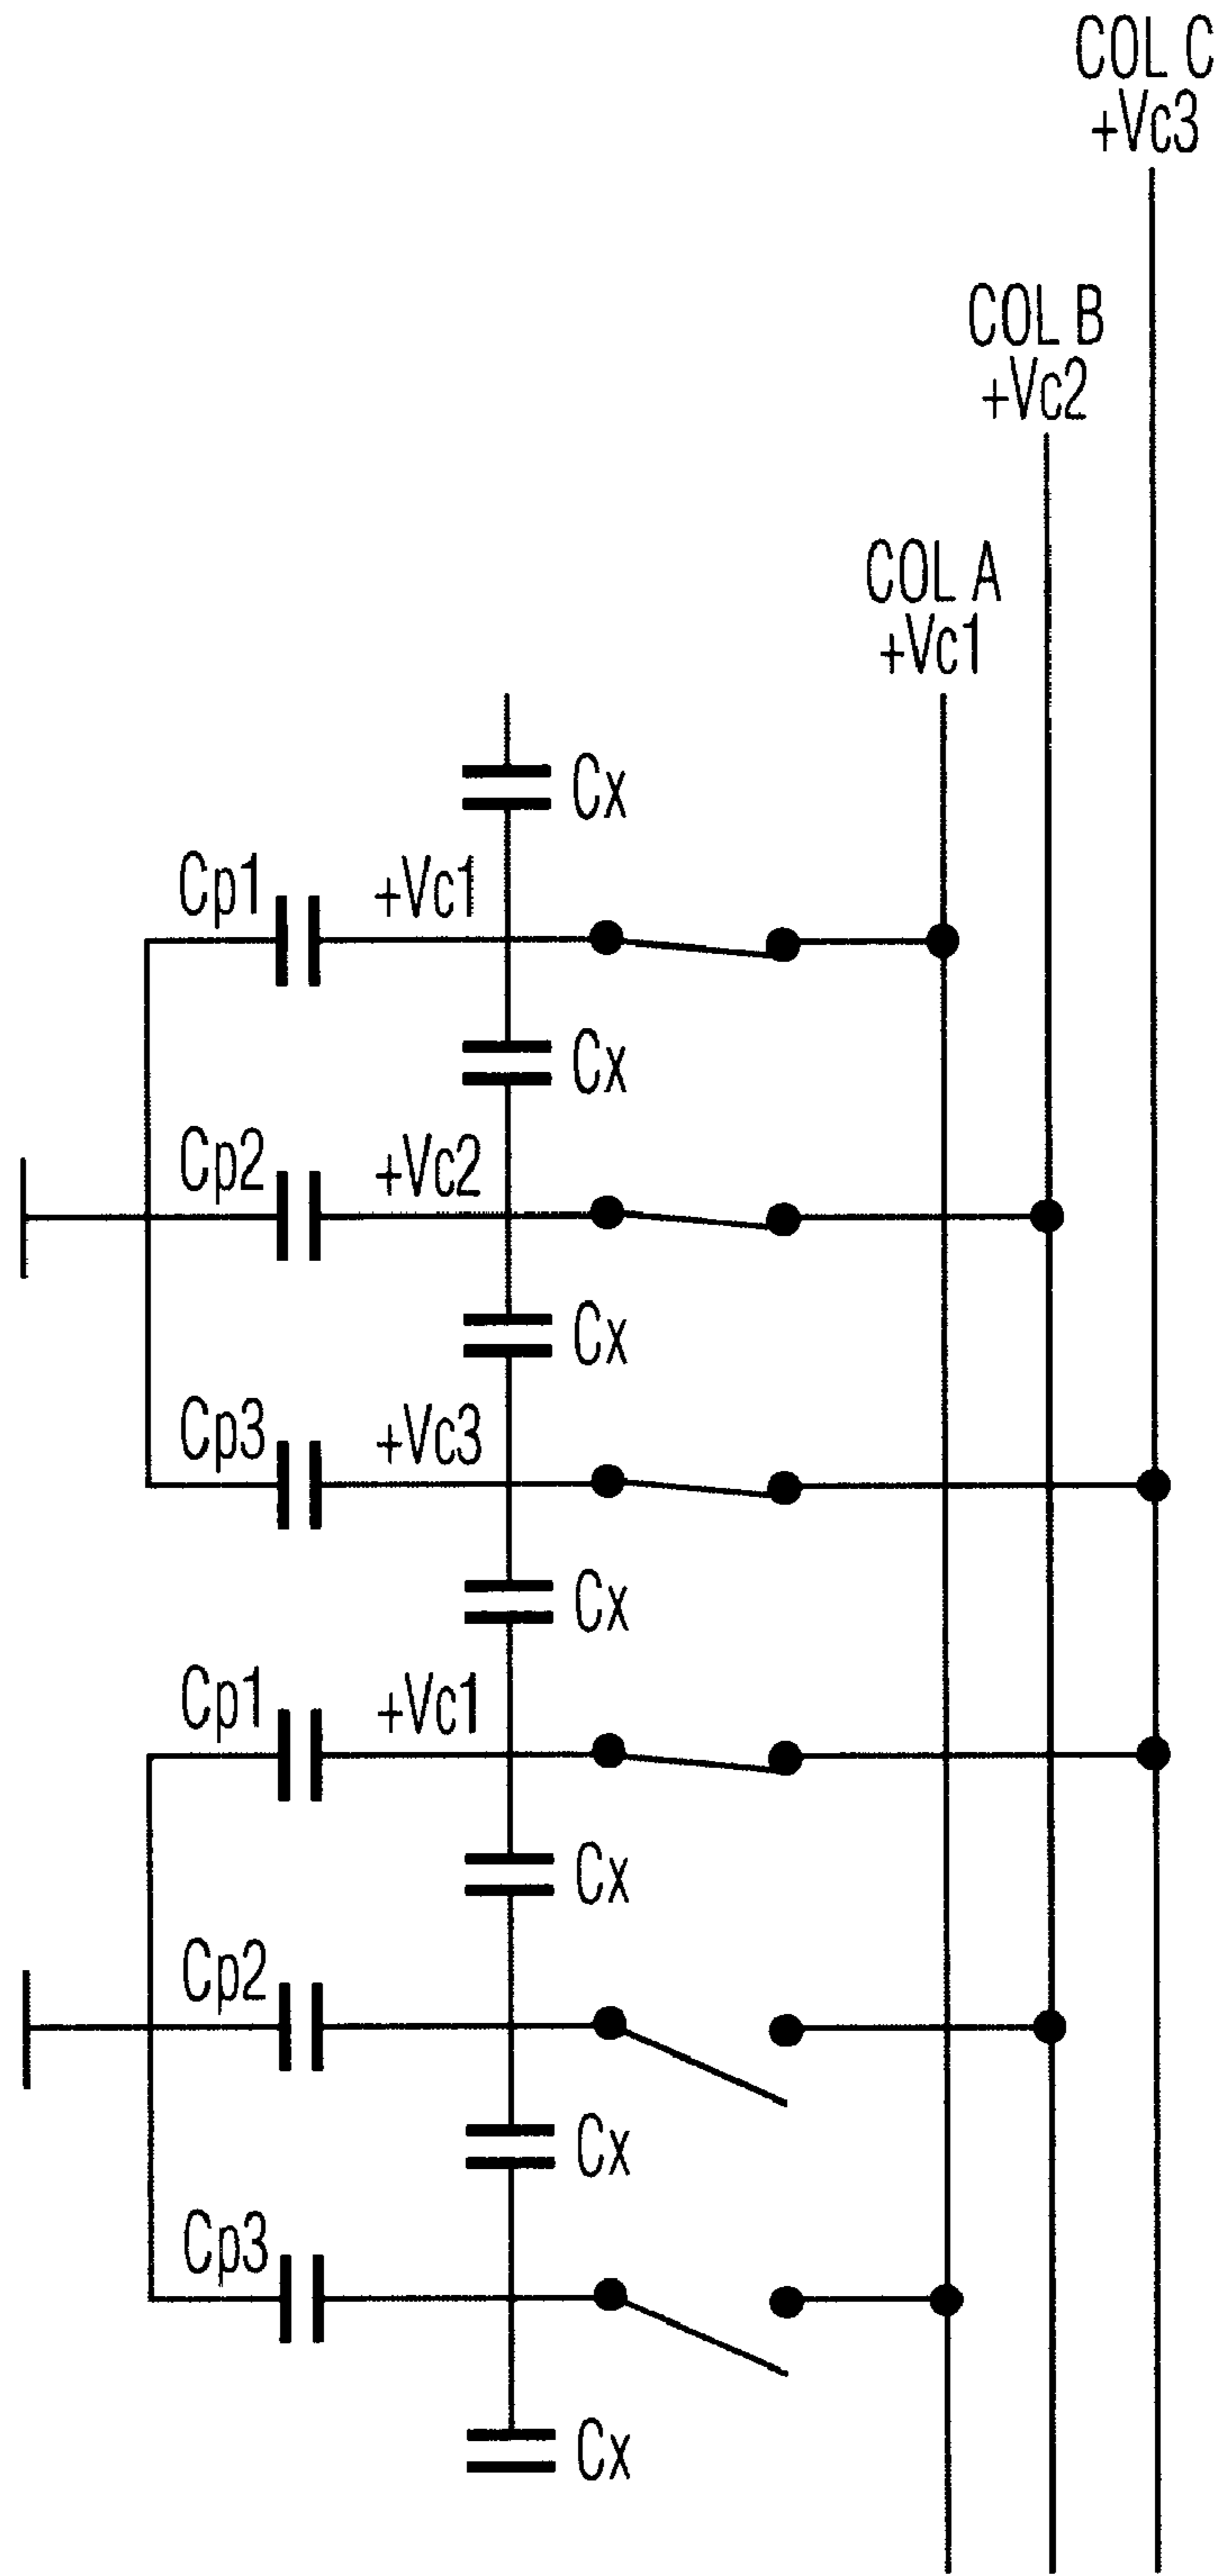 COL C
+Vc3
COL B
+Vc2
COL A
+Vc1
Cx
Cp1
+Vc1
Cx
Cp2
+Vc2
Cx
Cp3
+Vc3
Cx
Cp1
+Vc1
Cx
Cp2
Cx
Cp3
Cx